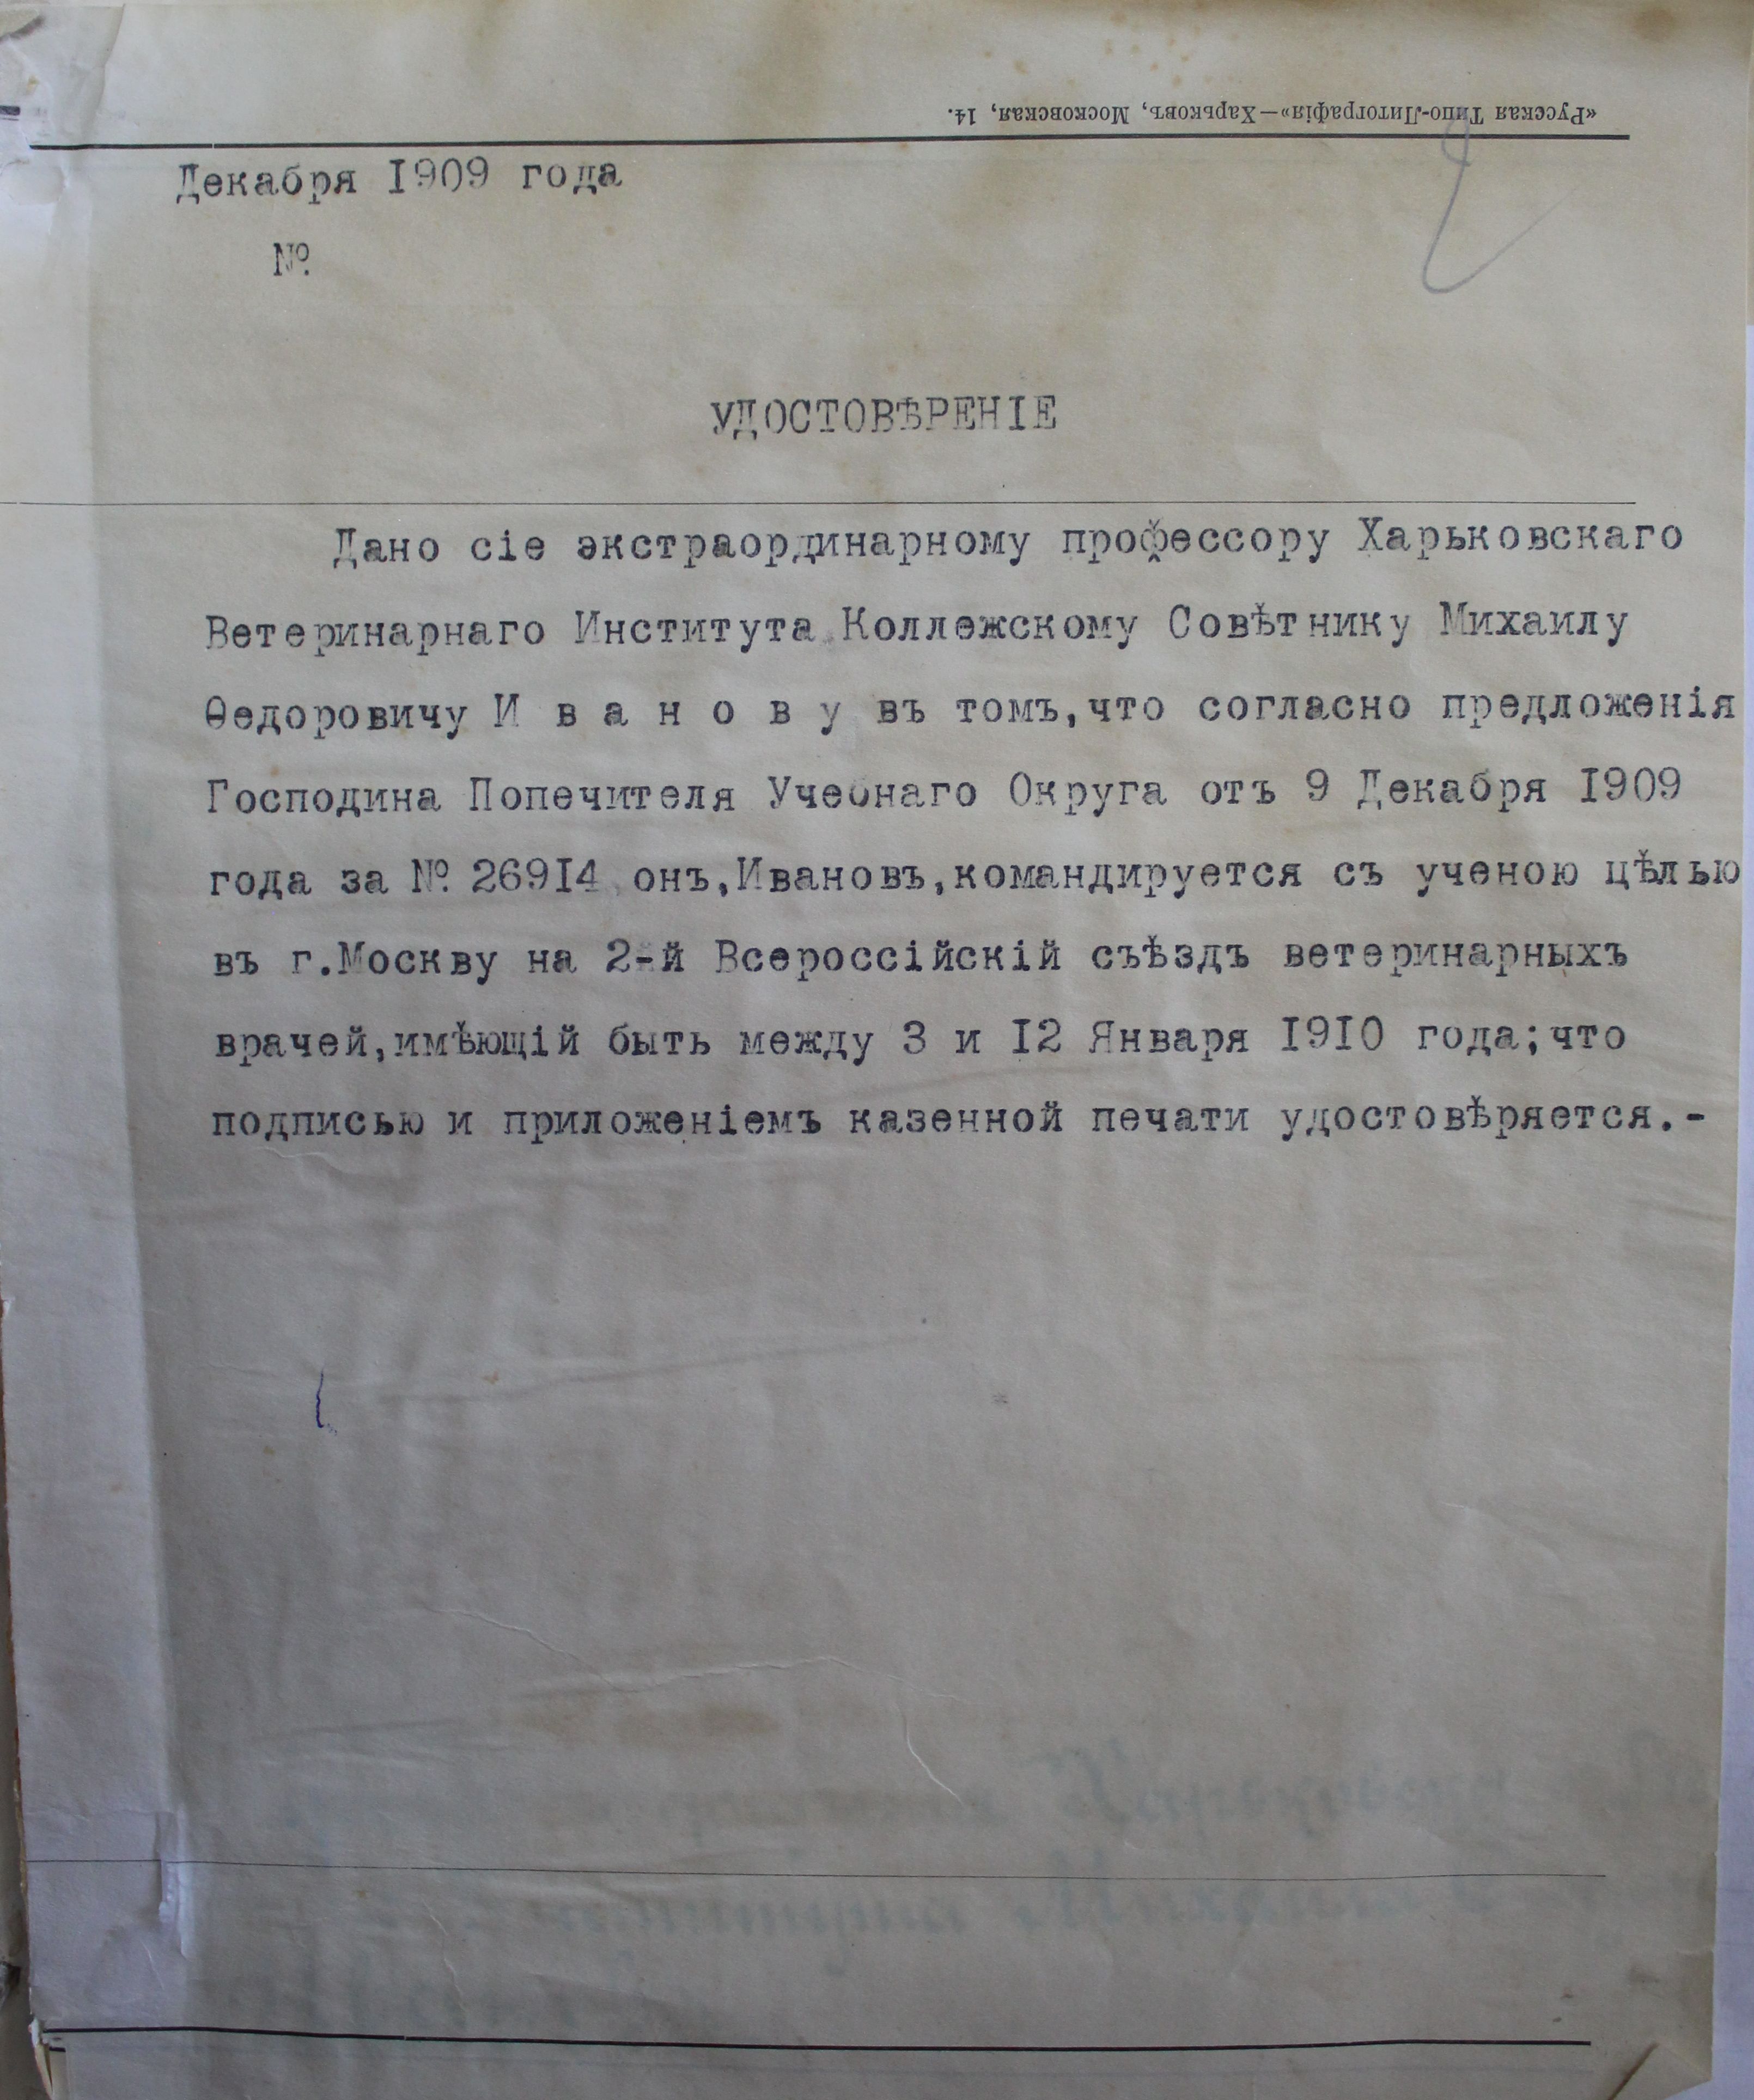 «Русская Типо-Литографія»—Харьковъ, Московская, 14.
Декабря 1909 года
№
УДОСТОВѢРЕНІЕ
Дано сіе экстраординарному профессору Харьковскаго
Ветеринарнаго Института Коллежскому Совѣтнику Михаилу
Ѳедоровичу И в а н о в у въ томъ,что согласно предложенія
Господина Попечителя Учебнаго Округа отъ 9 Декабря 1909
года за № 26914 онъ,Ивановъ,командируется съ ученою цѣлью
въ г.Москву на 2-й Всероссійскій съѣздъ ветеринарныхъ
врачей,имѣющій быть между 3 и 12 Января 1910 года;что
подписью и приложеніемъ казенной печати удостовѣряется.-